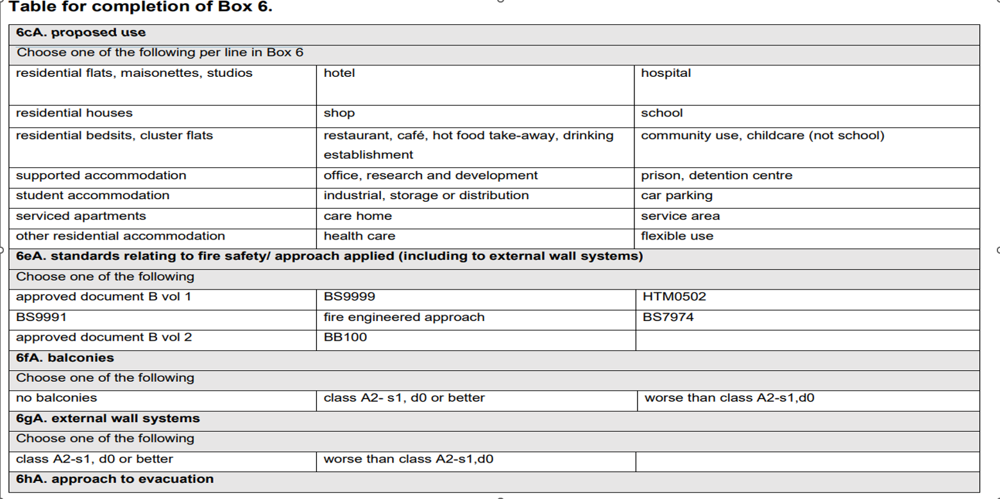 Table for completion of Box 6.
6cA. proposed use
Choose one of the following per line in Box 6
residential flats, maisonettes, studios
hotel
hospital
residential houses
shop
school
residential bedsits, cluster flats
restaurant, café, hot food take-away, drinking
establishment
community use, childcare (not school)
supported accommodation
office, research and development
prison, detention centre
student accommodation
industrial, storage or distribution
car parking
serviced apartments
care home
service area
other residential accommodation
health care
flexible use
6eA. standards relating to fire safety/ approach applied (including to external wall systems)
Choose one of the following
approved document B vol 1
BS9999
HTM0502
BS9991
fire engineered approach
BS7974
approved document B vol 2
BB100
6fA. balconies
Choose one of the following
no balconies
class A2- s1, d0 or better
worse than class A2-s1,d0
6gA. external wall systems
Choose one of the following
class A2-s1, d0 or better
worse than class A2-s1,d0
6hA. approach to evacuation